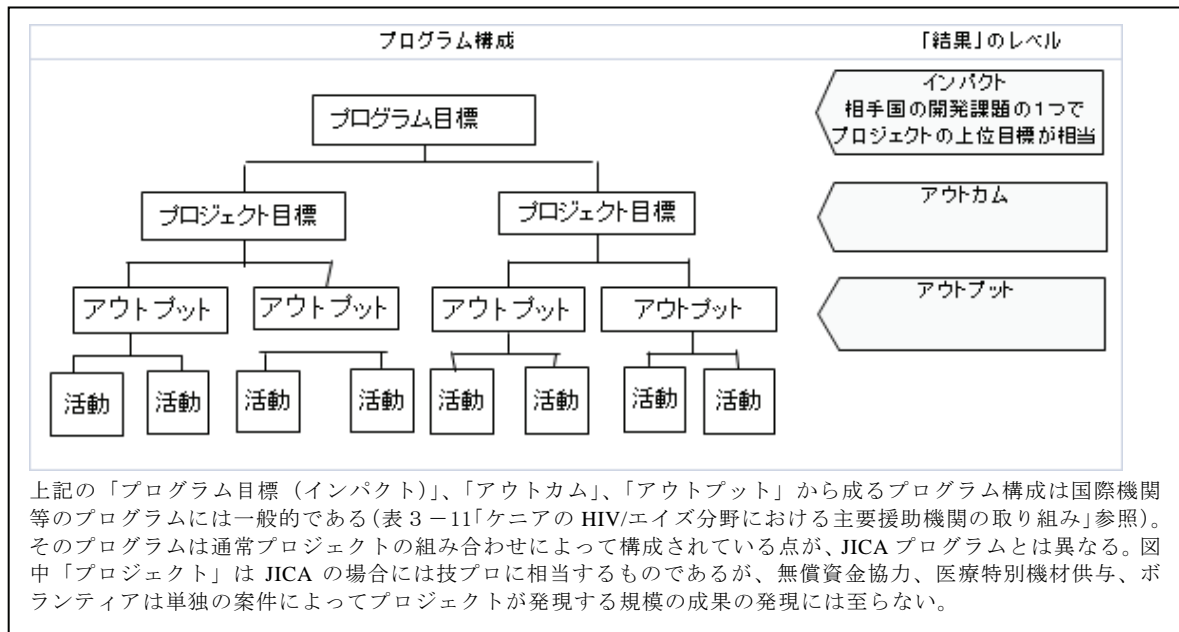 プログラム構成 「結果」のレベル
インパクト
相手国の開発課題の1つで
プロジェクトの上位目標が相当
プログラム目標
プロジェクト目標 プロジェクト目標 アウトカム
アウトプット アウトプット アウトプット アウトプット アウトプット
活動 活動 活動 活動 活動 活動 活動 活動
上記の「プログラム目標（インパクト）」、「アウトカム」、「アウトプット」から成るプログラム構成は国際機関
等のプログラムには一般的である（表３－11「ケニアの HIV/エイズ分野における主要援助機関の取り組み」参照）。
そのプログラムは通常プロジェクトの組み合わせによって構成されている点が、JICA プログラムとは異なる。図
中「プロジェクト」は JICA の場合には技プロに相当するものであるが、無償資金協力、医療特別機材供与、ボ
ランティアは単独の案件によってプロジェクトが発現する規模の成果の発現には至らない。